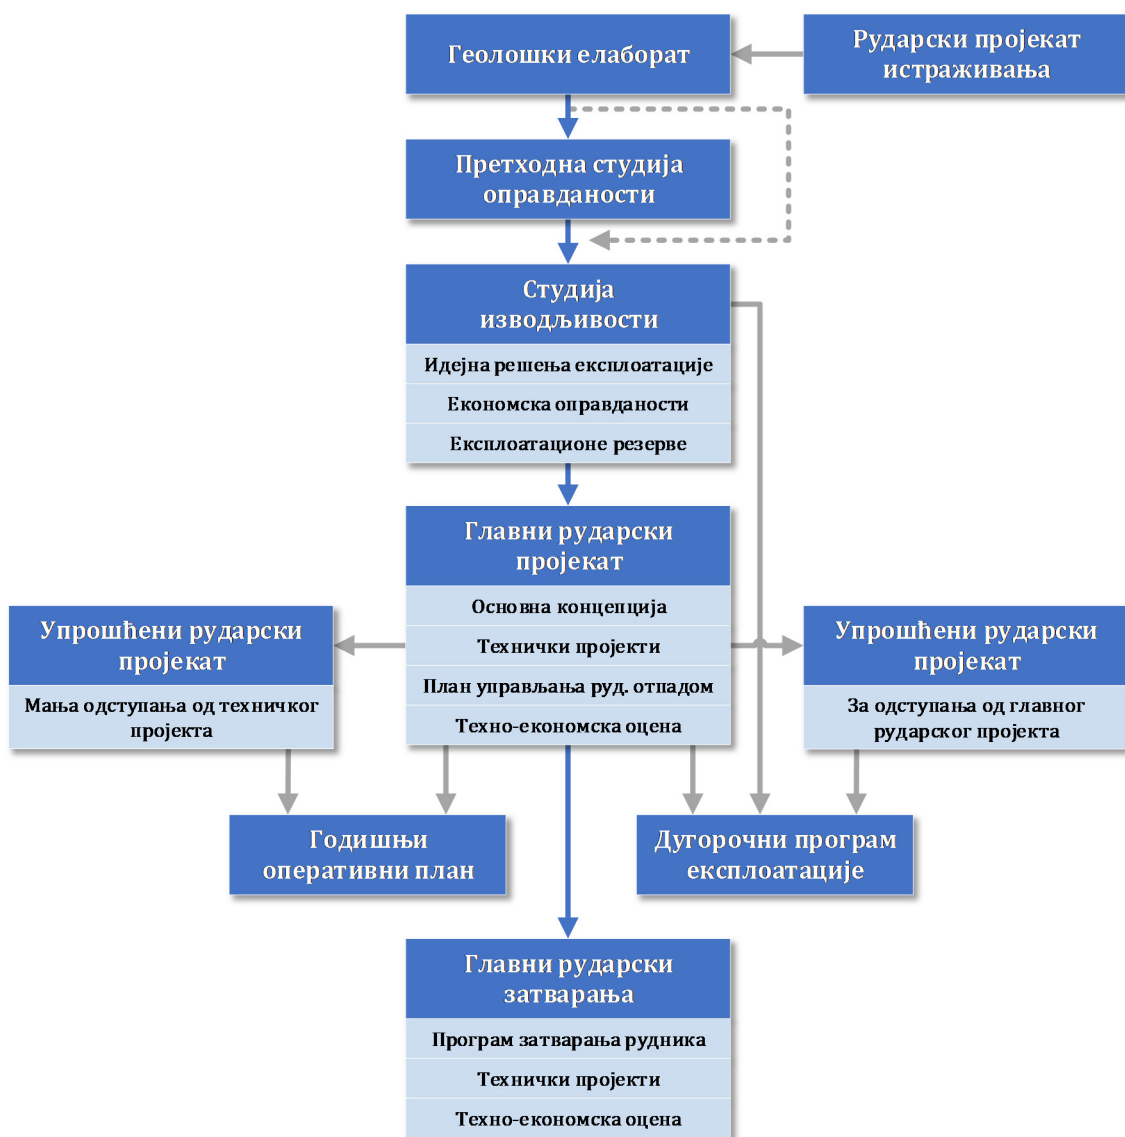 Геолошки елаборат
Рударски пројекат
истраживања
Претходна студија
оправданости
Студија
изводљивости
Идејна решења експлоатације
Економска оправданости
Експлоатационе резерве
Главни рударски
пројекат
Основна концепција
Технички пројекти
План управљања руд. отпадом
Техно-економска оцена
Упрошћени рударски
пројекат
Мања одступања од техничког
пројекта
Упрошћени рударски
пројекат
За одступања од главног
рударског пројекта
Годишњи
оперативни план
Дугорочни програм
експлоатације
Главни рударски
затварања
Програм затварања рудника
Технички пројекти
Техно-економска оцена